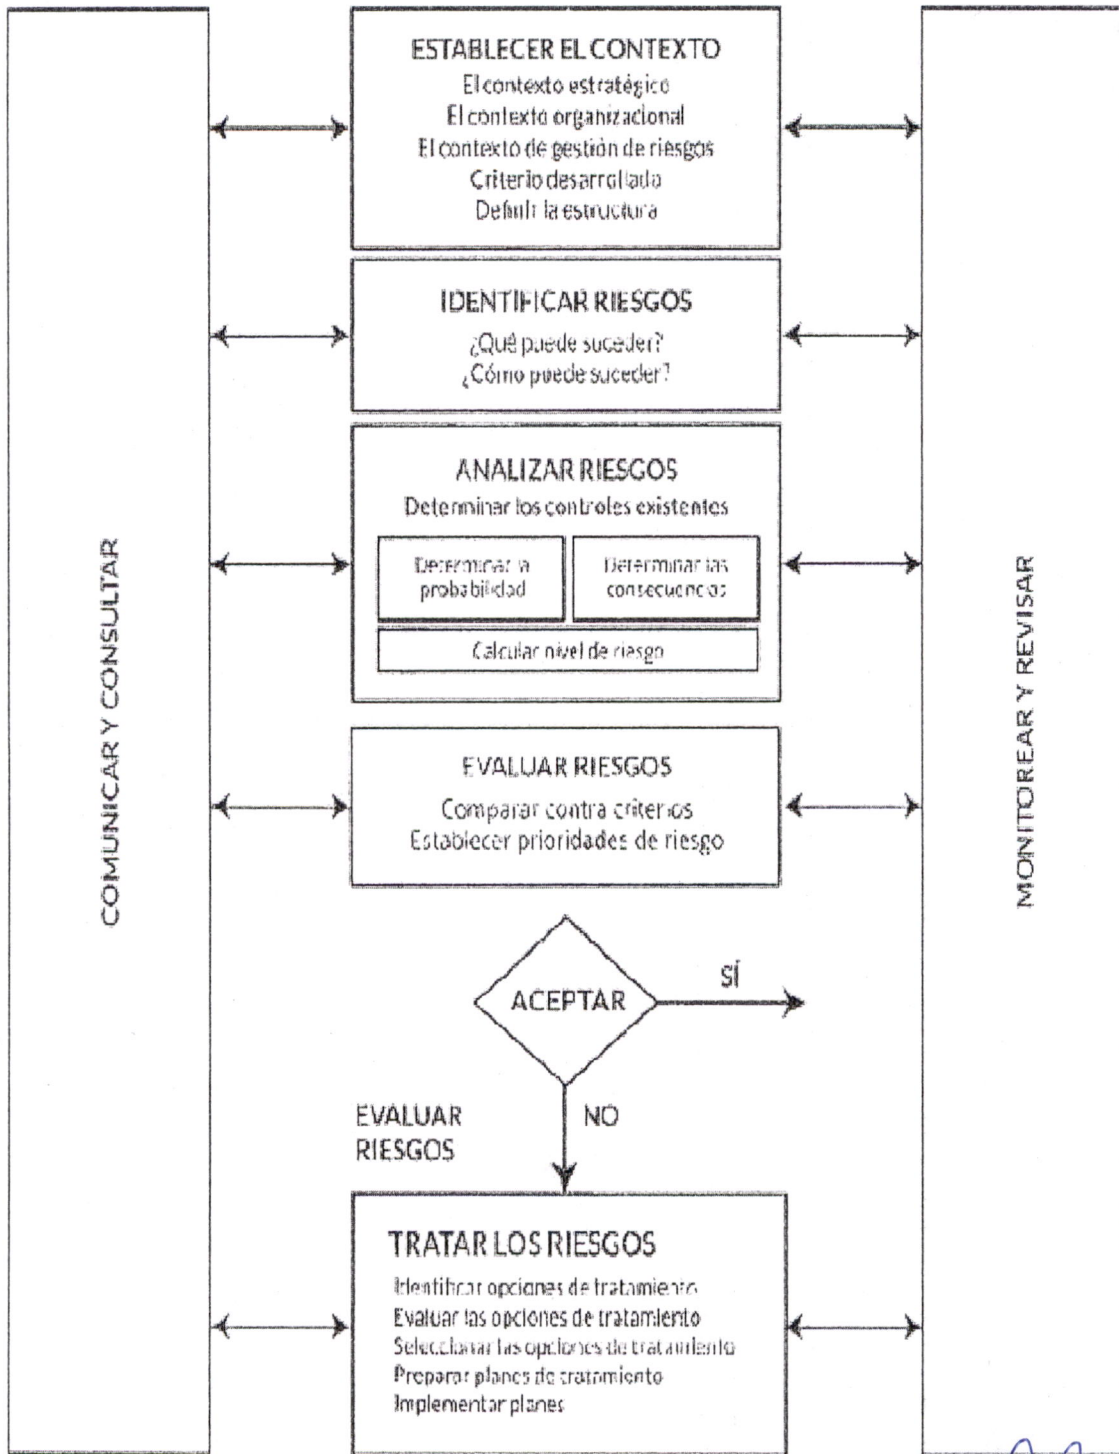 COMUNICAR Y CONSULTAR
ESTABLECER EL CONTEXTO
El contexto estratégico
El contexto organizacional
El contexto de gestión de riesgos
Criterio desarrollada
Definir la estructura
IDENTIFICAR RIESGOS
¿Qué puede suceder?
¿Cómo puede suceder?
ANALIZAR RIESGOS
Determinar los controles existentes
Determinar la
probabilidad
Determinar las
consecuencias
Calcular nivel de riesgo
EVALUAR RIESGOS
Comparar contra criterios
Establecer prioridades de riesgo
ACEPTAR
SÍ
NO
EVALUAR
RIESGOS
TRATAR LOS RIESGOS
Identificar opciones de tratamiento
Evaluar las opciones de tratamiento
Seleccionar las opciones de tratamiento
Preparar planes de tratamiento
Implementar planes
MONITOREAR Y REVISAR